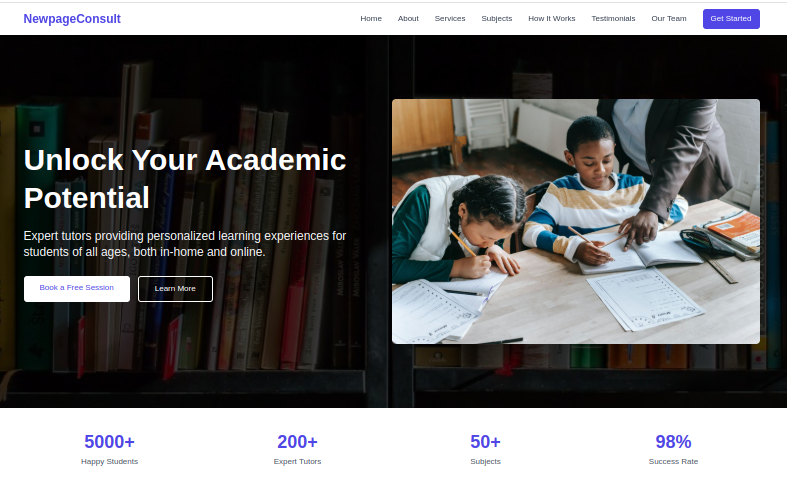 NewpageConsult
Home About Services Subjects How It Works Testimonials Our Team Get Started
Unlock Your Academic
Potential
Expert tutors providing personalized learning experiences for
students of all ages, both in-home and online.
Book a Free Session Learn More
5000+ 200+ 50+ 98%
Happy Students Expert Tutors Subjects Success Rate